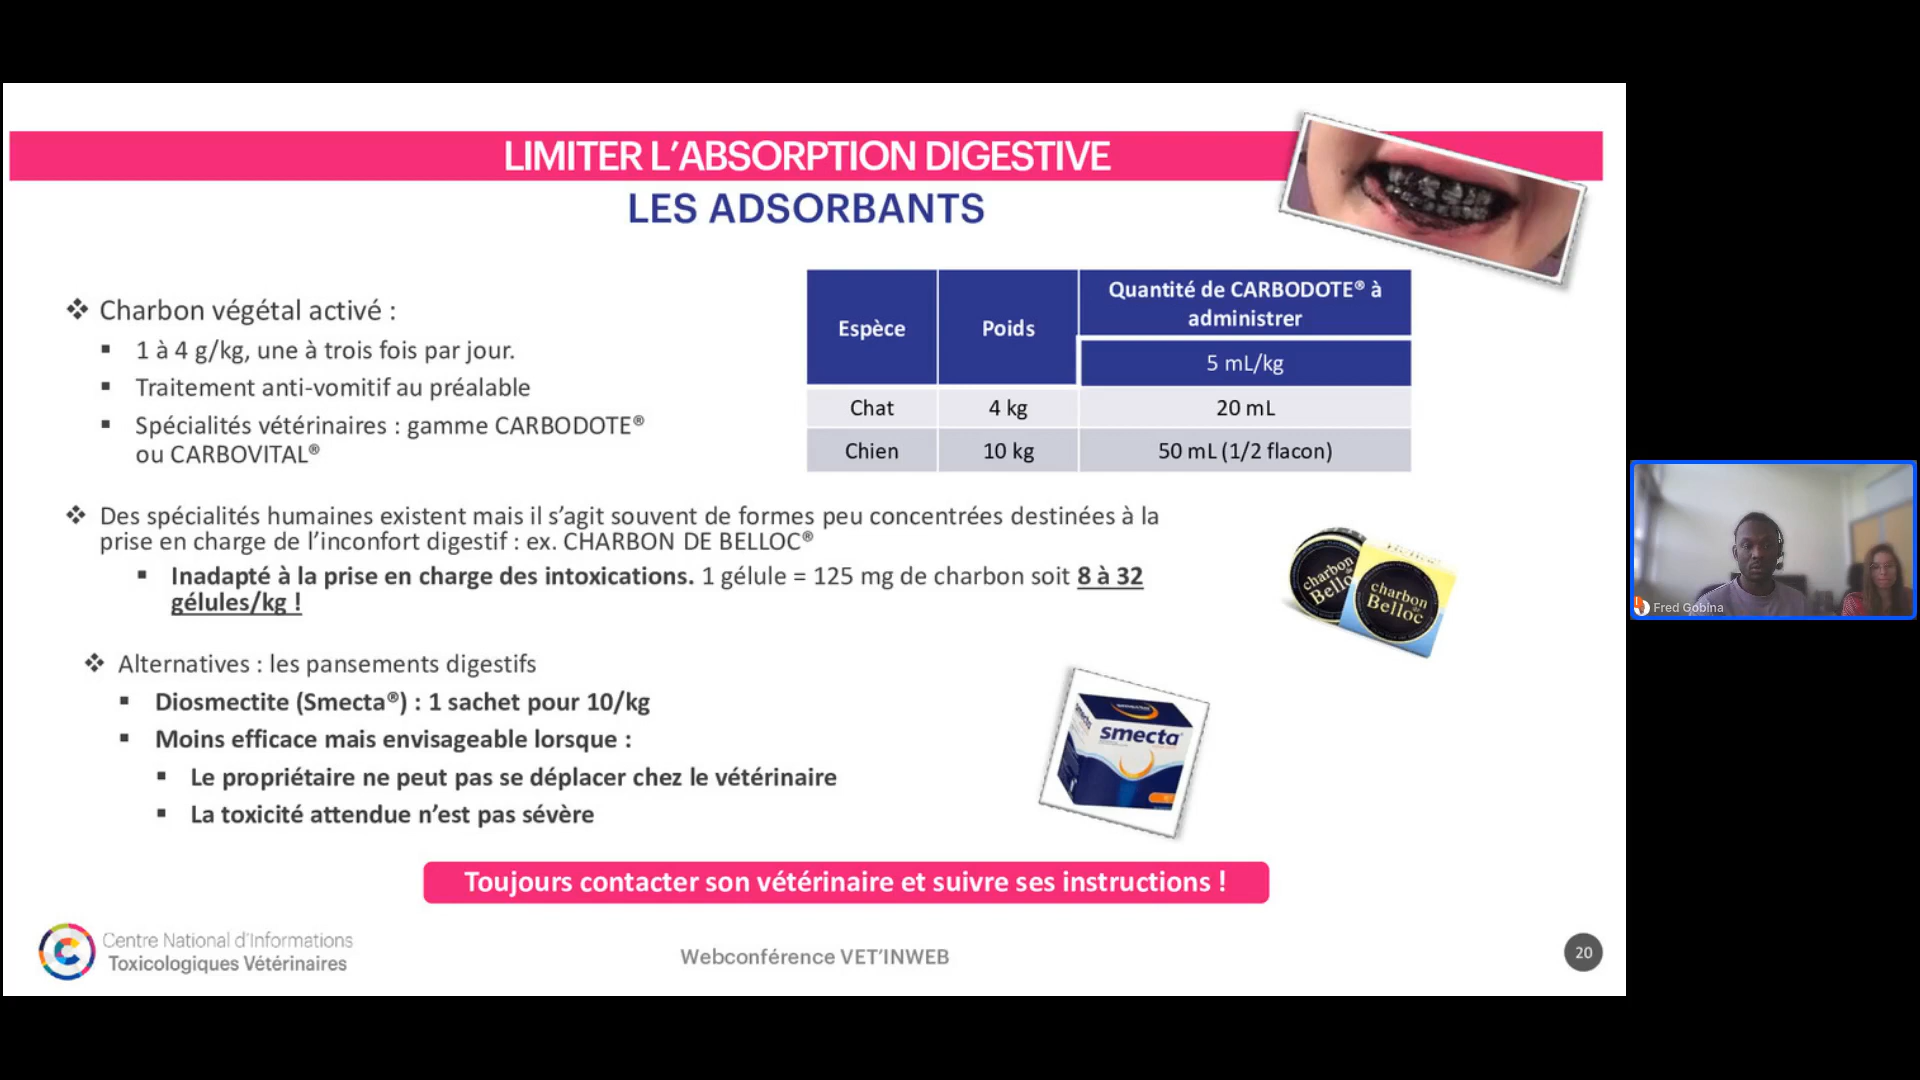 LIMITER L'ABSORPTION DIGESTIVE
LES ADSORBANTS
❖ Charbon végétal activé :
▪ 1 à 4 g/kg, une à trois fois par jour.
▪ Traitement anti-vomitif au préalable
▪ Spécialités vétérinaires : gamme CARBODOTE®
ou CARBOVITAL®
Espèce
Poids
Quantité de CARBODOTE® à
administrer
5 mL/kg
Chat 4 kg 20 mL
Chien 10 kg 50 mL (1/2 flacon)
❖ Des spécialités humaines existent mais il s'agit souvent de formes peu concentrées destinées à la
prise en charge de l'inconfort digestif : ex. CHARBON DE BELLOC®
▪ Inadapté à la prise en charge des intoxications. 1 gélule = 125 mg de charbon soit 8 à 32
gélules/kg !
charbon
Belloc
charbon
de
Belloc
❖ Alternatives : les pansements digestifs
▪ Diosmectite (Smecta®) : 1 sachet pour 10/kg
▪ Moins efficace mais envisageable lorsque :
▪ Le propriétaire ne peut pas se déplacer chez le vétérinaire
▪ La toxicité attendue n'est pas sévère
smecta
Toujours contacter son vétérinaire et suivre ses instructions !
Centre National d'Informations
Toxicologiques Vétérinaires
Webconférence VET'INWEB
20
Fred Gobina